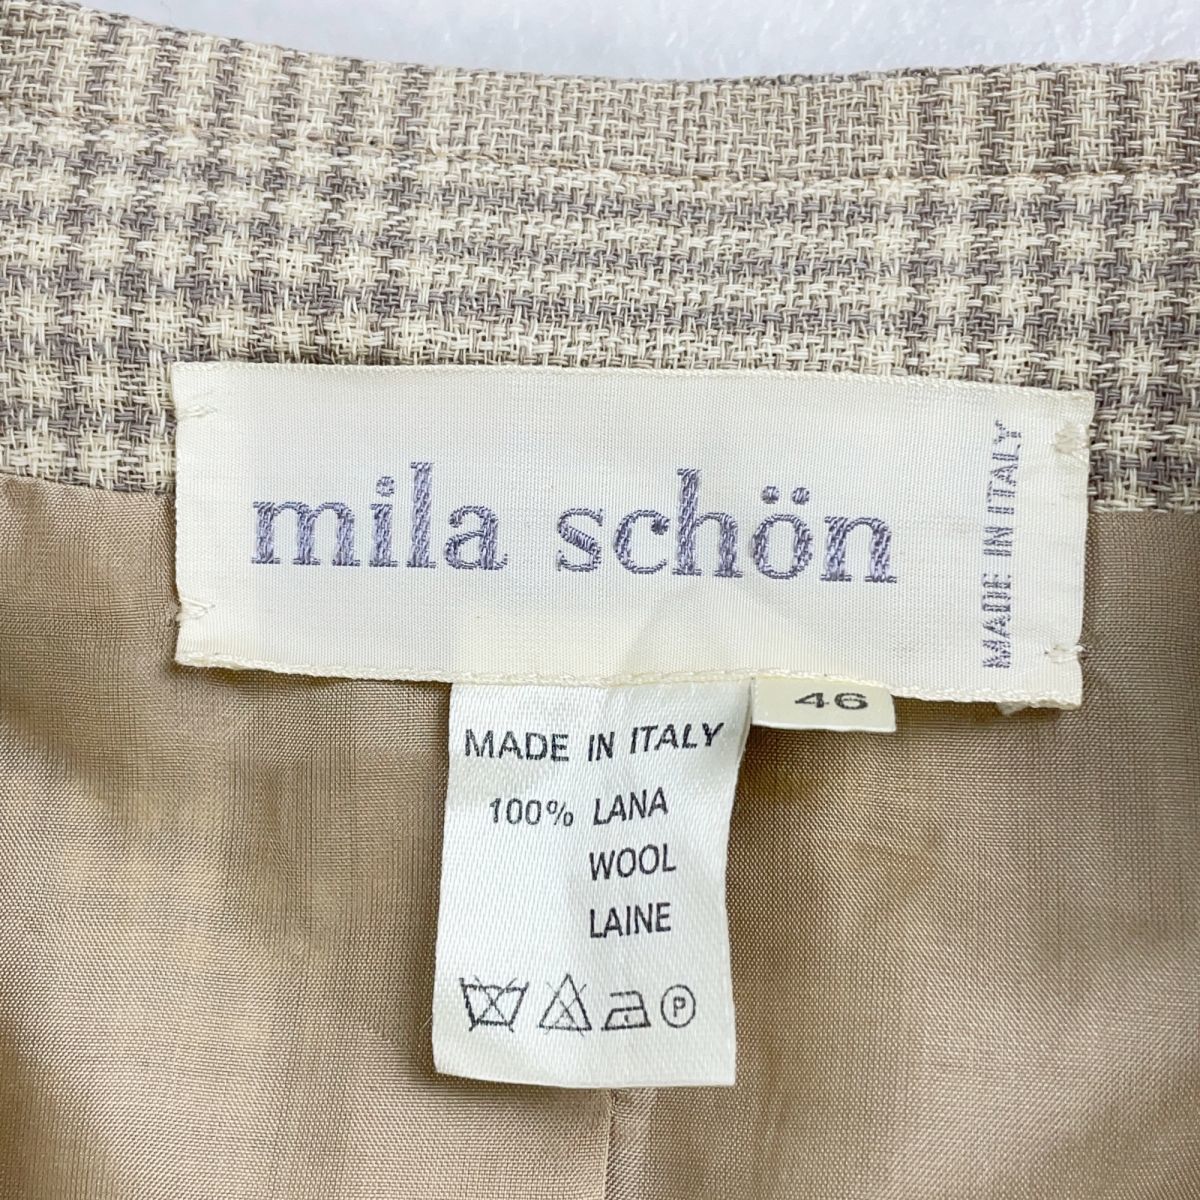 mila schön
MADE IN ITALY
46
MADE IN ITALY
100% LANA
WOOL
LAINE
P